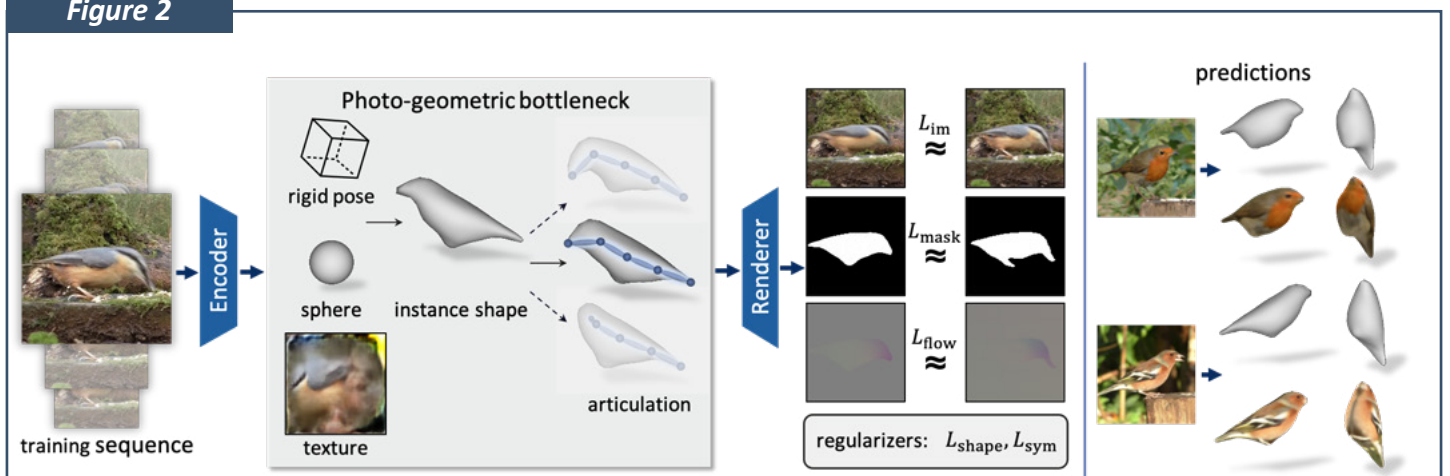 Figure 2
training sequence
Encoder
Photo-geometric bottleneck
rigid pose
sphere
instance shape
texture
articulation
Renderer
L_im
≈
L_mask
≈
L_flow
≈
regularizers: L_shape, L_sym
predictions